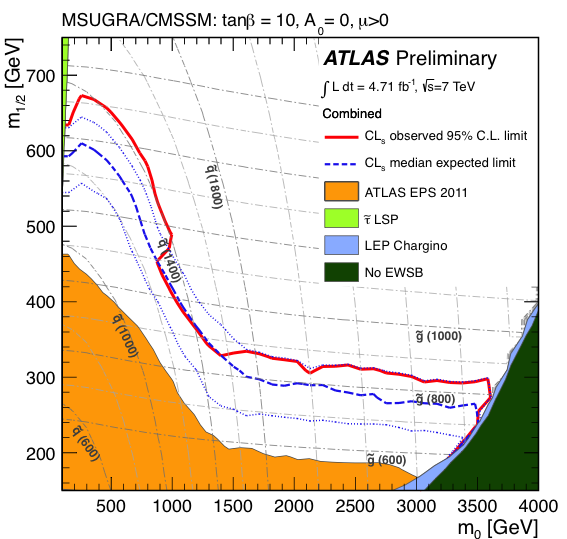 MSUGRA/CMSSM: tanβ = 10, A₀ = 0, μ>0
m₁/₂ [GeV]
700
600
500
400
300
200
ATLAS Preliminary
∫ L dt = 4.71 fb⁻¹, √s=7 TeV
Combined
CLₛ observed 95% C.L. limit
CLₛ median expected limit
ATLAS EPS 2011
τ̃ LSP
LEP Chargino
No EWSB
q̃ (1800)
q̃ (1400)
q̃ (1000)
q̃ (600)
g̃ (1000)
g̃ (800)
g̃ (600)
500 1000 1500 2000 2500 3000 3500 4000
m₀ [GeV]